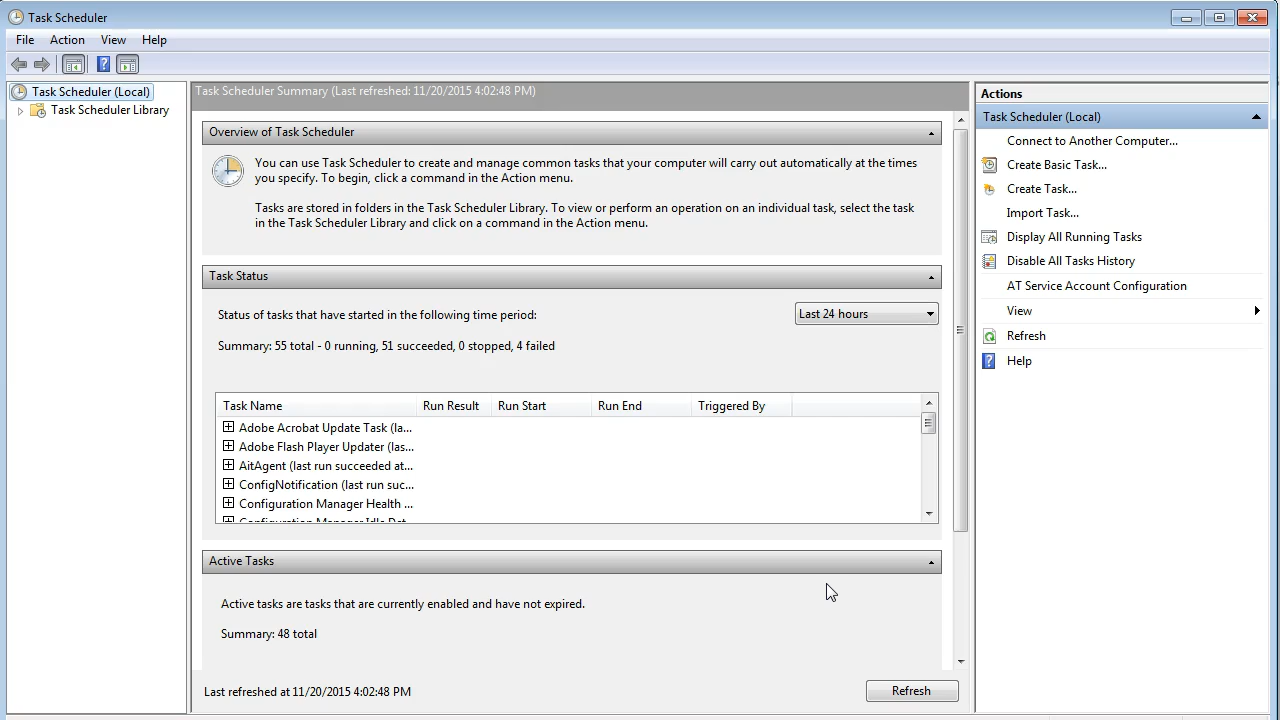 Task Scheduler
File Action View Help
Task Scheduler (Local)
Task Scheduler Library
Task Scheduler Summary (Last refreshed: 11/20/2015 4:02:48 PM)
Overview of Task Scheduler
You can use Task Scheduler to create and manage common tasks that your computer will carry out automatically at the times
you specify. To begin, click a command in the Action menu.
Tasks are stored in folders in the Task Scheduler Library. To view or perform an operation on an individual task, select the task
in the Task Scheduler Library and click on a command in the Action menu.
Task Status
Status of tasks that have started in the following time period:
Last 24 hours
Summary: 55 total - 0 running, 51 succeeded, 0 stopped, 4 failed
Task Name Run Result Run Start Run End Triggered By
Adobe Acrobat Update Task (la...
Adobe Flash Player Updater (las...
AitAgent (last run succeeded at...
ConfigNotification (last run suc...
Configuration Manager Health ...
Configuration Manager Idle Det...
Active Tasks
Active tasks are tasks that are currently enabled and have not expired.
Summary: 48 total
Last refreshed at 11/20/2015 4:02:48 PM
Refresh
Actions
Task Scheduler (Local)
Connect to Another Computer...
Create Basic Task...
Create Task...
Import Task...
Display All Running Tasks
Disable All Tasks History
AT Service Account Configuration
View
Refresh
Help